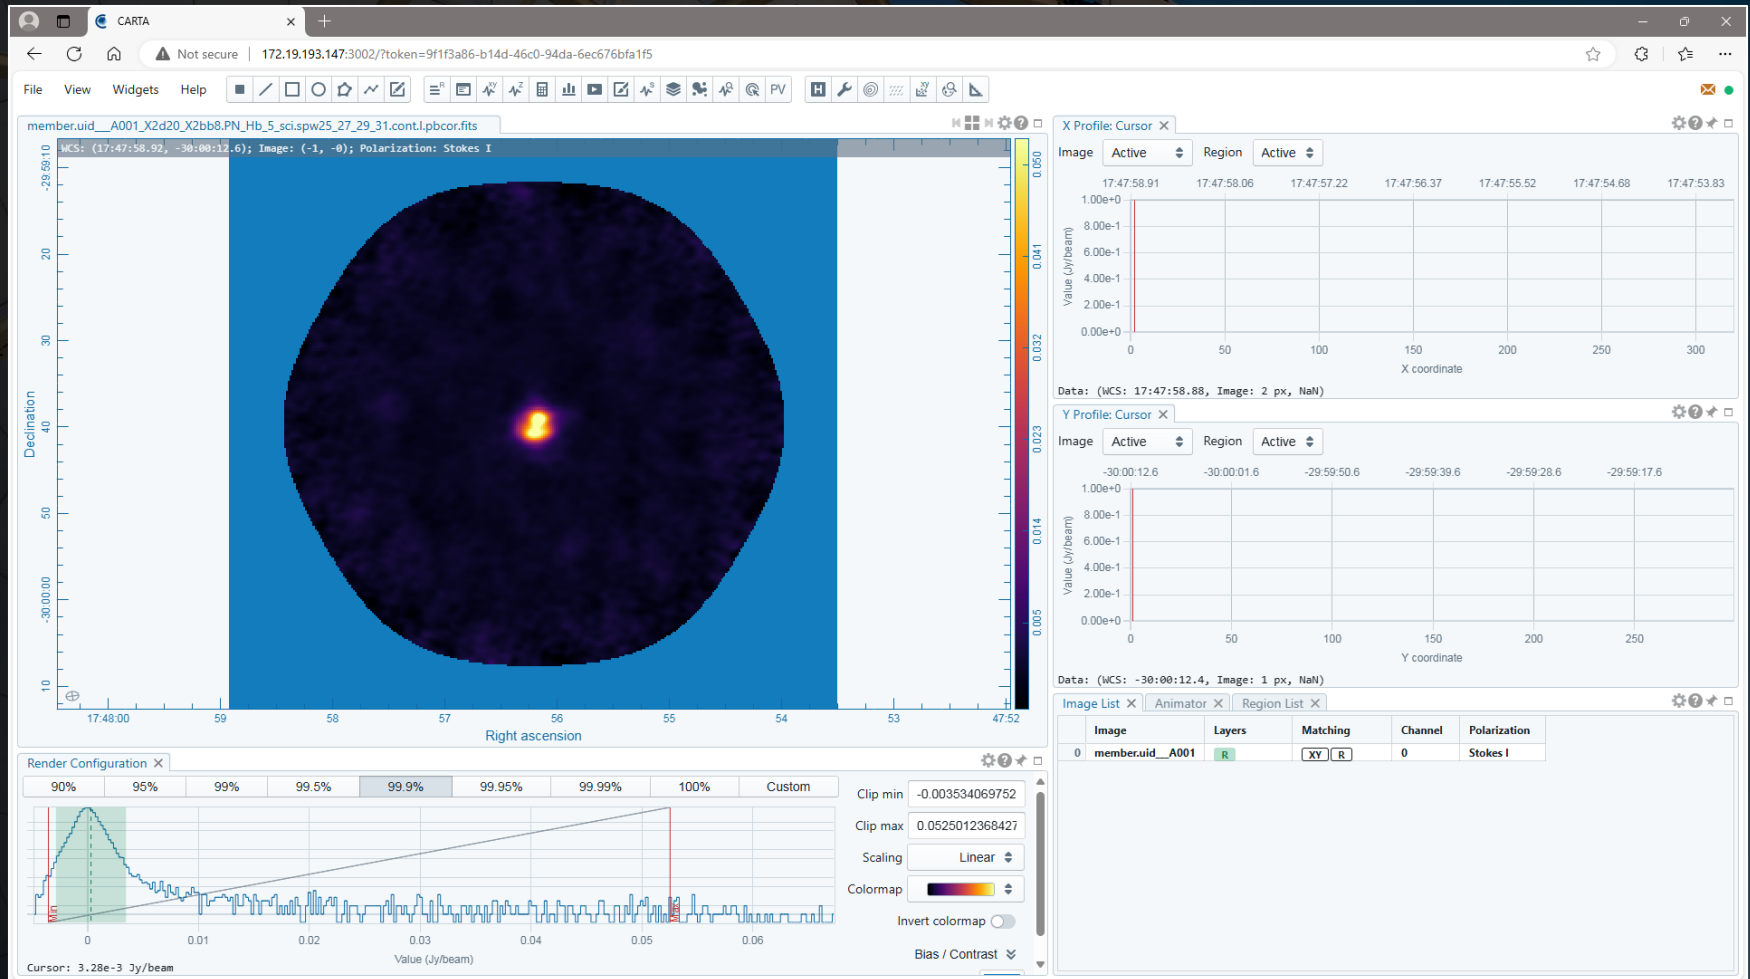 CARTA
Not secure
172.19.193.147:3002/?token=9f1f3a86-b14d-46c0-94da-6ec676bfa1f5
File View Widgets Help
R XY Z S PV H XY
member.uid___A001_X2d20_X2bb8.PN_Hb_5_sci.spw25_27_29_31.cont.I.pbcor.fits
WCS: (17:47:58.92, -30:00:12.6); Image: (-1, -0); Polarization: Stokes I
Declination
-29:59:10
20
30
40
50
-30:00:00
10
17:48:00 59 58 57 56 55 54 53 47:52
Right ascension
0.050
0.041
0.032
0.023
0.014
0.005
Render Configuration
90% 95% 99% 99.5% 99.9% 99.95% 99.99% 100% Custom
Min
Max
0 0.01 0.02 0.03 0.04 0.05 0.06
Value (Jy/beam)
Cursor: 3.28e-3 Jy/beam
Clip min -0.003534069752
Clip max 0.0525012368427
Scaling Linear
Colormap
Invert colormap
Bias / Contrast
X Profile: Cursor
Image Active Region Active
17:47:58.91 17:47:58.06 17:47:57.22 17:47:56.37 17:47:55.52 17:47:54.68 17:47:53.83
Value (Jy/beam)
1.00e+0
8.00e-1
6.00e-1
4.00e-1
2.00e-1
0.00e+0
0 50 100 150 200 250 300
X coordinate
Data: (WCS: 17:47:58.88, Image: 2 px, NaN)
Y Profile: Cursor
Image Active Region Active
-30:00:12.6 -30:00:01.6 -29:59:50.6 -29:59:39.6 -29:59:28.6 -29:59:17.6
Value (Jy/beam)
1.00e+0
8.00e-1
6.00e-1
4.00e-1
2.00e-1
0.00e+0
0 50 100 150 200 250
Y coordinate
Data: (WCS: -30:00:12.4, Image: 1 px, NaN)
Image List Animator Region List
Image Layers Matching Channel Polarization
0 member.uid___A001 R XY R 0 Stokes I